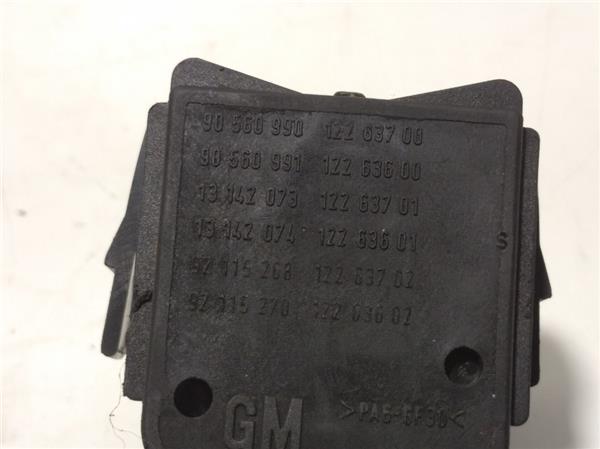 90 560 990 122 637 00
90 560 991 122 636 00
13 142 073 122 637 01
13 142 074 122 636 01
92 115 268 122 637 02
92 115 270 122 636 02
S
GM >PA6-GF30<